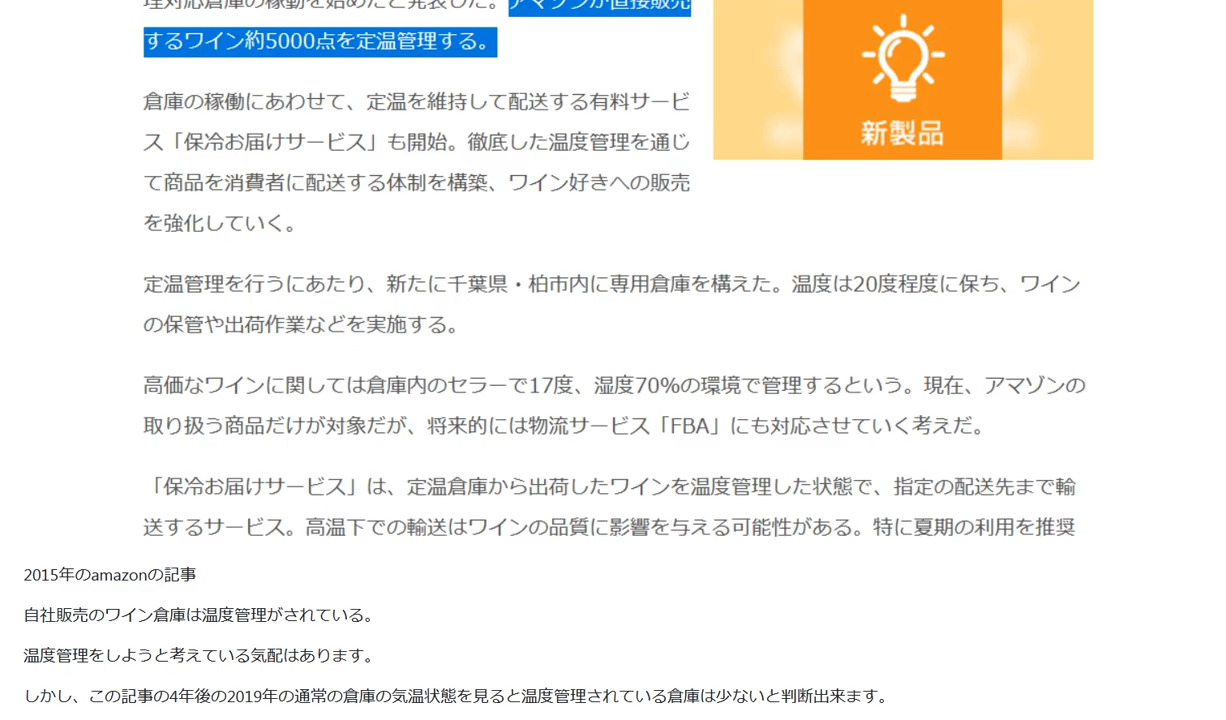 理対応倉庫の稼動を始めたと発表した。アマゾンが直接販売
するワイン約5000点を定温管理する。
倉庫の稼働にあわせて、定温を維持して配送する有料サービ
ス「保冷お届けサービス」も開始。徹底した温度管理を通じ
て商品を消費者に配送する体制を構築、ワイン好きへの販売
を強化していく。
新製品
定温管理を行うにあたり、新たに千葉県・柏市内に専用倉庫を構えた。温度は20度程度に保ち、ワイン
の保管や出荷作業などを実施する。
高価なワインに関しては倉庫内のセラーで17度、湿度70%の環境で管理するという。現在、アマゾンの
取り扱う商品だけが対象だが、将来的には物流サービス「FBA」にも対応させていく考えだ。
「保冷お届けサービス」は、定温倉庫から出荷したワインを温度管理した状態で、指定の配送先まで輸
送するサービス。高温下での輸送はワインの品質に影響を与える可能性がある。特に夏期の利用を推奨
2015年のamazonの記事
自社販売のワイン倉庫は温度管理がされている。
温度管理をしようと考えている気配はあります。
しかし、この記事の4年後の2019年の通常の倉庫の気温状態を見ると温度管理されている倉庫は少ないと判断出来ます。